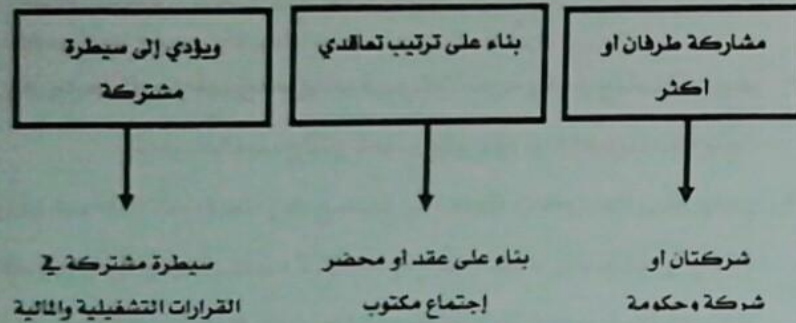 مشاركة طرفان او
اكثر
بناء على ترتيب تعاقدي
ويؤدي إلى سيطرة
مشتركة
شركتان او
شركة وحكومة
بناء على عقد او محضر
إجتماع مكتوب
سيطرة مشتركة في
القرارات التشغيلية والمالية